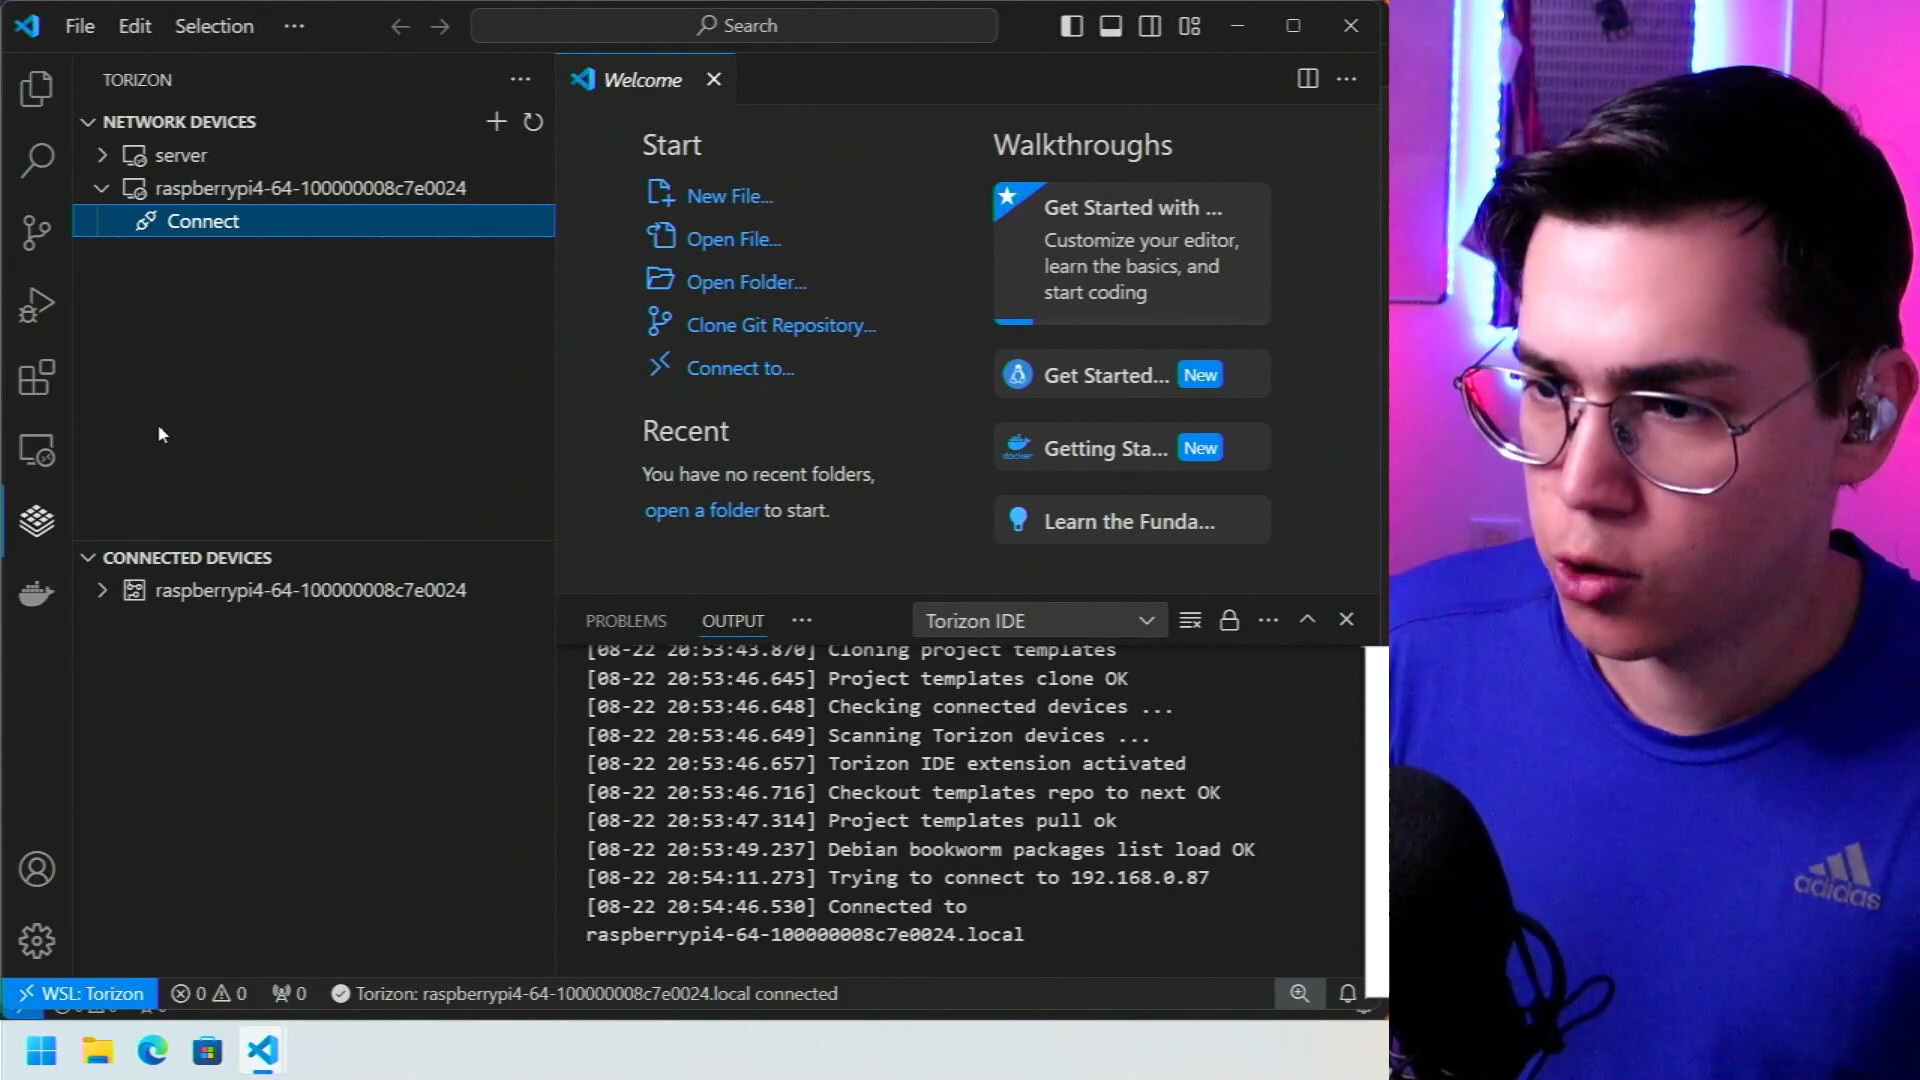 File Edit Selection ···
Search
TORIZON
NETWORK DEVICES
server
raspberrypi4-64-100000008c7e0024
Connect
CONNECTED DEVICES
raspberrypi4-64-100000008c7e0024
Welcome
Start
New File...
Open File...
Open Folder...
Clone Git Repository...
Connect to...
Recent
You have no recent folders,
open a folder to start.
Walkthroughs
Get Started with ...
Customize your editor,
learn the basics, and
start coding
Get Started... New
Getting Sta... New
Learn the Funda...
PROBLEMS OUTPUT ··· Torizon IDE
[08-22 20:53:43.870] Cloning project templates
[08-22 20:53:46.645] Project templates clone OK
[08-22 20:53:46.648] Checking connected devices ...
[08-22 20:53:46.649] Scanning Torizon devices ...
[08-22 20:53:46.657] Torizon IDE extension activated
[08-22 20:53:46.716] Checkout templates repo to next OK
[08-22 20:53:47.314] Project templates pull ok
[08-22 20:53:49.237] Debian bookworm packages list load OK
[08-22 20:54:11.273] Trying to connect to 192.168.0.87
[08-22 20:54:46.530] Connected to
raspberrypi4-64-100000008c7e0024.local
WSL: Torizon 0 0 0 Torizon: raspberrypi4-64-100000008c7e0024.local connected
adidas